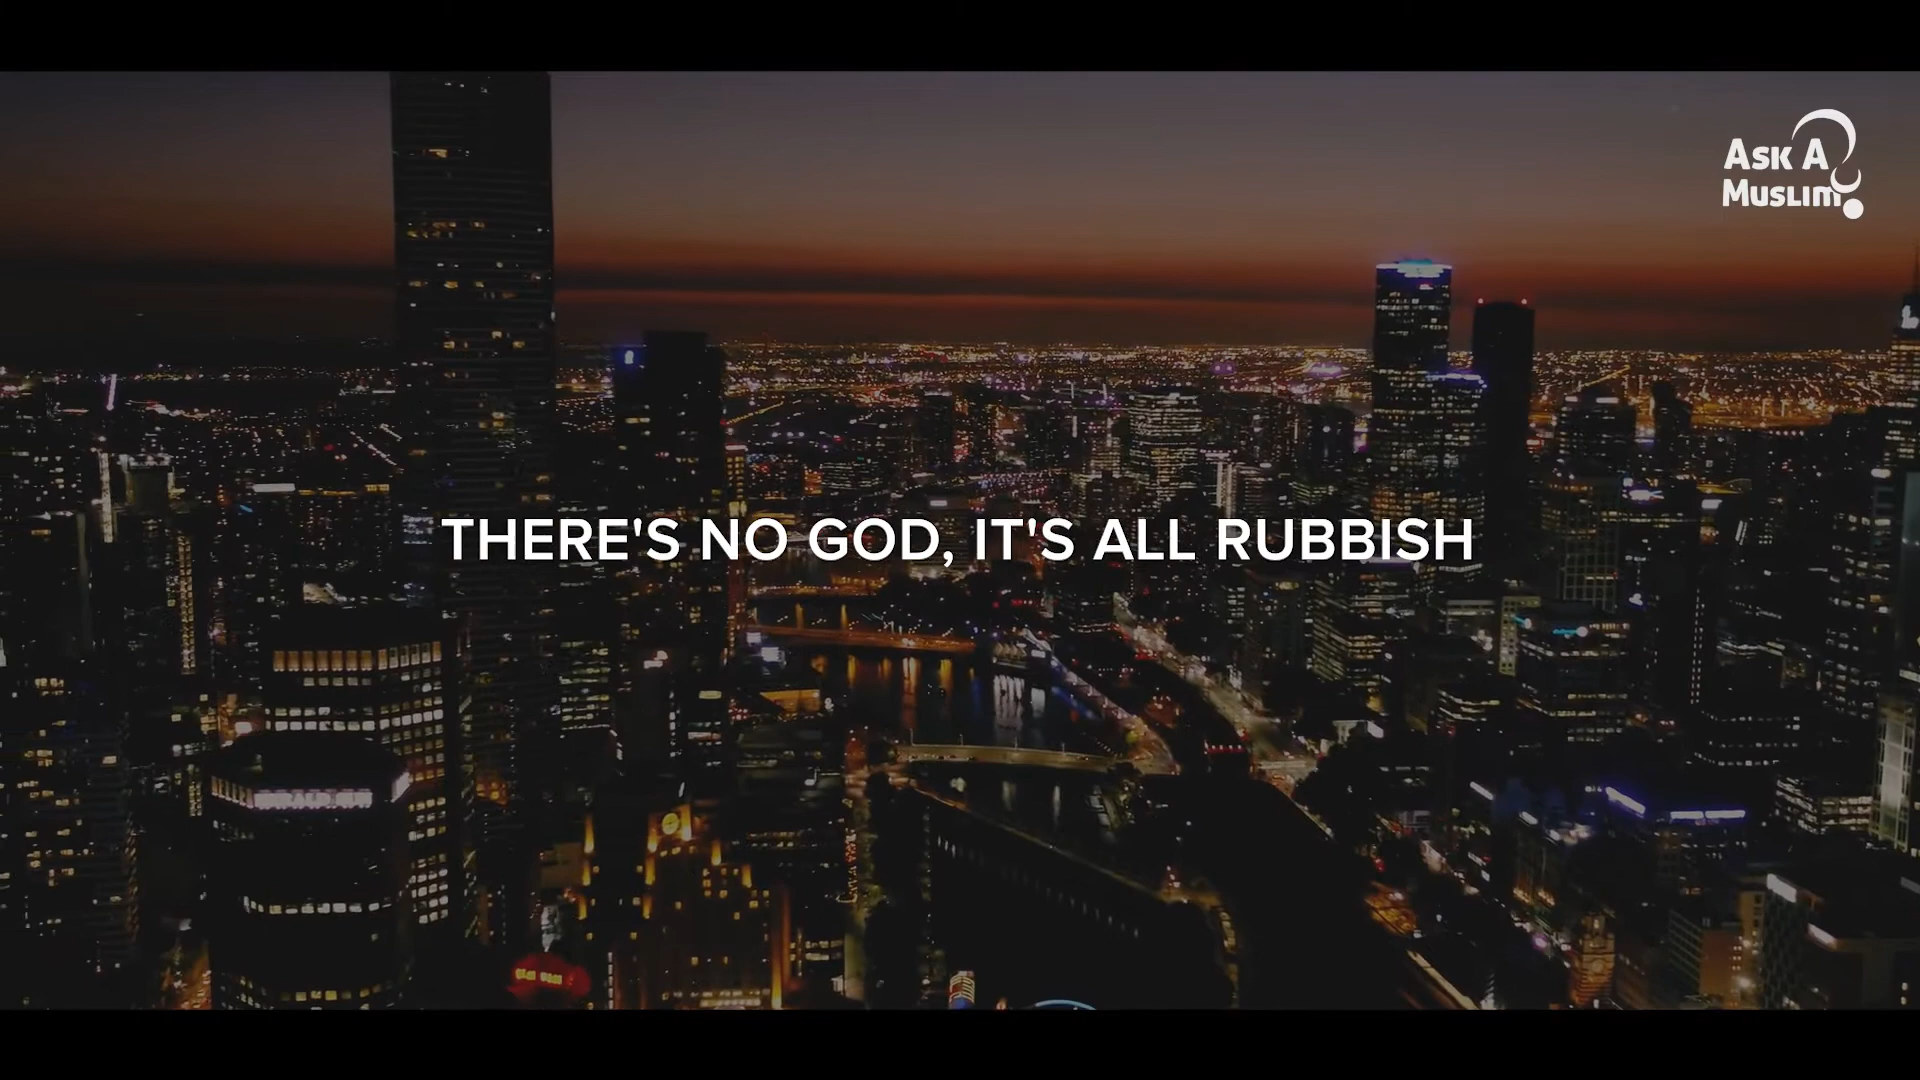 ASK A
MUSLIM
THERE'S NO GOD, IT'S ALL RUBBISH